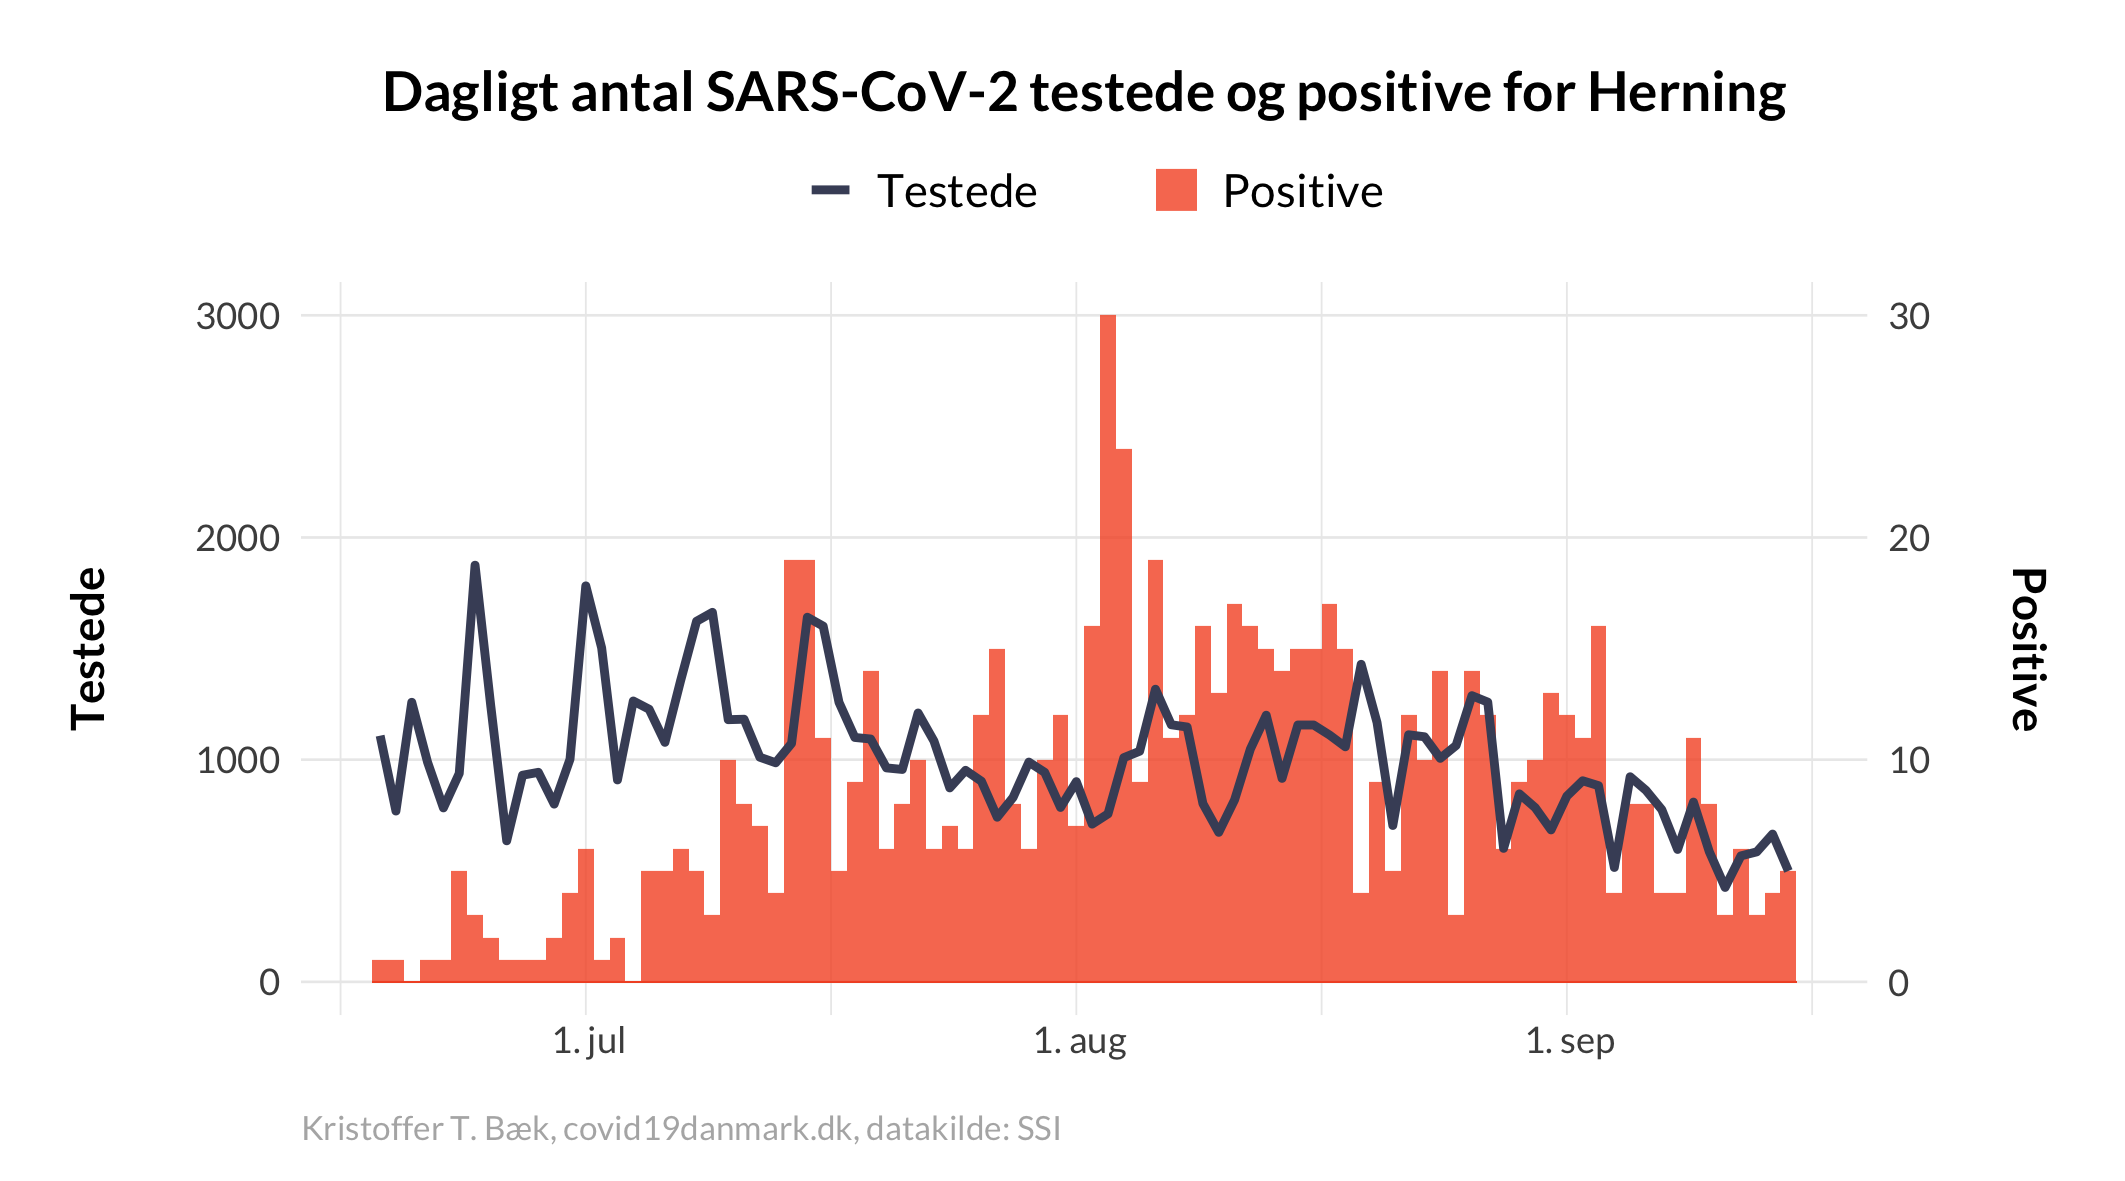 Dagligt antal SARS-CoV-2 testede og positive for Herning
Testede
Positive
3000
2000
1000
0
30
20
10
0
Testede
Positive
1. jul
1. aug
1. sep
Kristoffer T. Bæk, covid19danmark.dk, datakilde: SSI